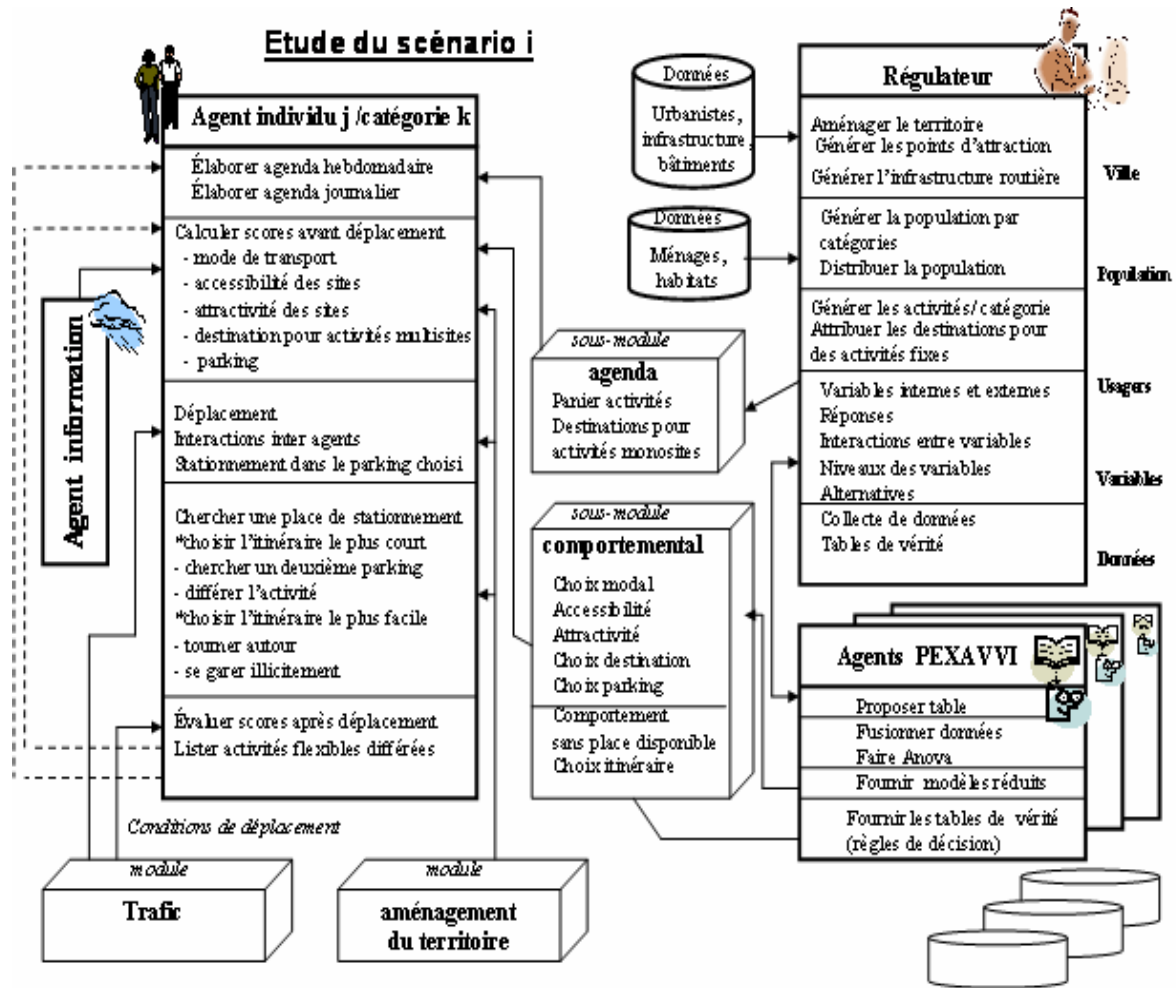 Etude du scénario i
Agent individu j /catégorie k
Élaborer agenda hebdomadaire
Élaborer agenda journalier
Calculer scores avant déplacement
- mode de transport
- accessibilité des sites
- attractivité des sites
- destination pour activités multisites
- parking
Déplacement
Interactions inter agents
Stationnement dans le parking choisi
Chercher une place de stationnement
*choisir l'itinéraire le plus court
- chercher un deuxième parking
- différer l'activité
*choisir l'itinéraire le plus facile
- tourner autour
- se garer illicitement
Évaluer scores après déplacement
Lister activités flexibles différées
Agent information
Conditions de déplacement
module
Trafic
module
aménagement
du territoire
Données
Urbanistes,
infrastructure,
bâtiments
Données
Ménages,
habitats
sous-module
agenda
Panier activités
Destinations pour
activités monosites
sous-module
comportemental
Choix modal
Accessibilité
Attractivité
Choix destination
Choix parking
Comportement
sans place disponible
Choix itinéraire
Régulateur
Aménager le territoire
Générer les points d'attraction
Générer l'infrastructure routière
Ville
Générer la population par
catégories
Distribuer la population
Population
Générer les activités/ catégorie
Attribuer les destinations pour
des activités fixes
Usagers
Variables internes et externes
Réponses
Interactions entre variables
Niveaux des variables
Alternatives
Variables
Collecte de données
Tables de vérité
Données
Agents PEXAVVI
Proposer table
Fusionner données
Faire Anova
Fournir modèles réduits
Fournir les tables de vérité
(règles de décision)